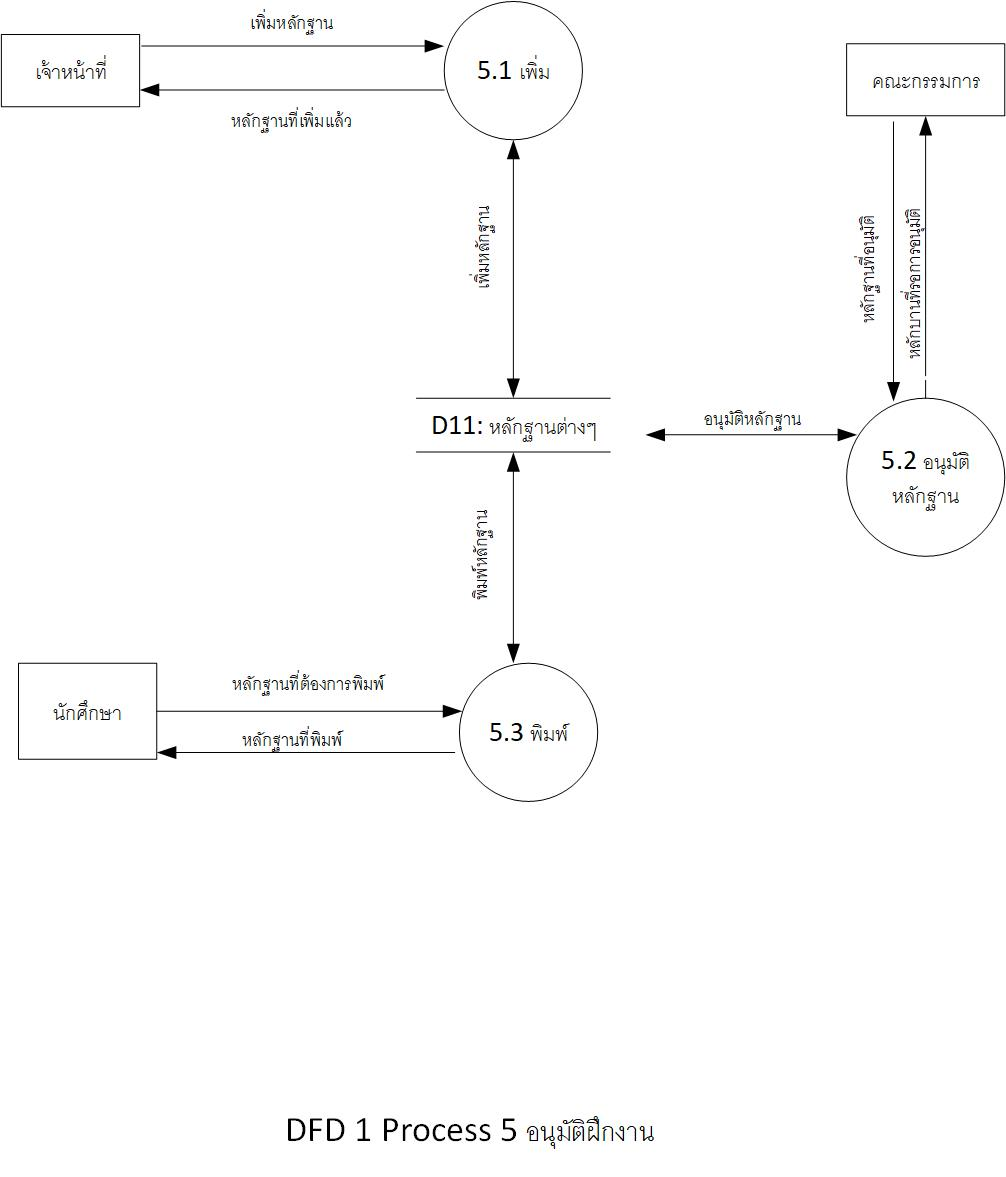 เพิ่มหลักฐาน
เจ้าหน้าที่
5.1 เพิ่ม
คณะกรรมการ
หลักฐานที่เพิ่มแล้ว
เพิ่มหลักฐาน
หลักฐานที่อนุมัติ
หลักบานที่รอการอนุมัติ
D11: หลักฐานต่างๆ
อนุมัติหลักฐาน
5.2 อนุมัติ
หลักฐาน
พิมพ์หลักฐาน
นักศึกษา
หลักฐานที่ต้องการพิมพ์
หลักฐานที่พิมพ์
5.3 พิมพ์
DFD 1 Process 5 อนุมัติฝึกงาน